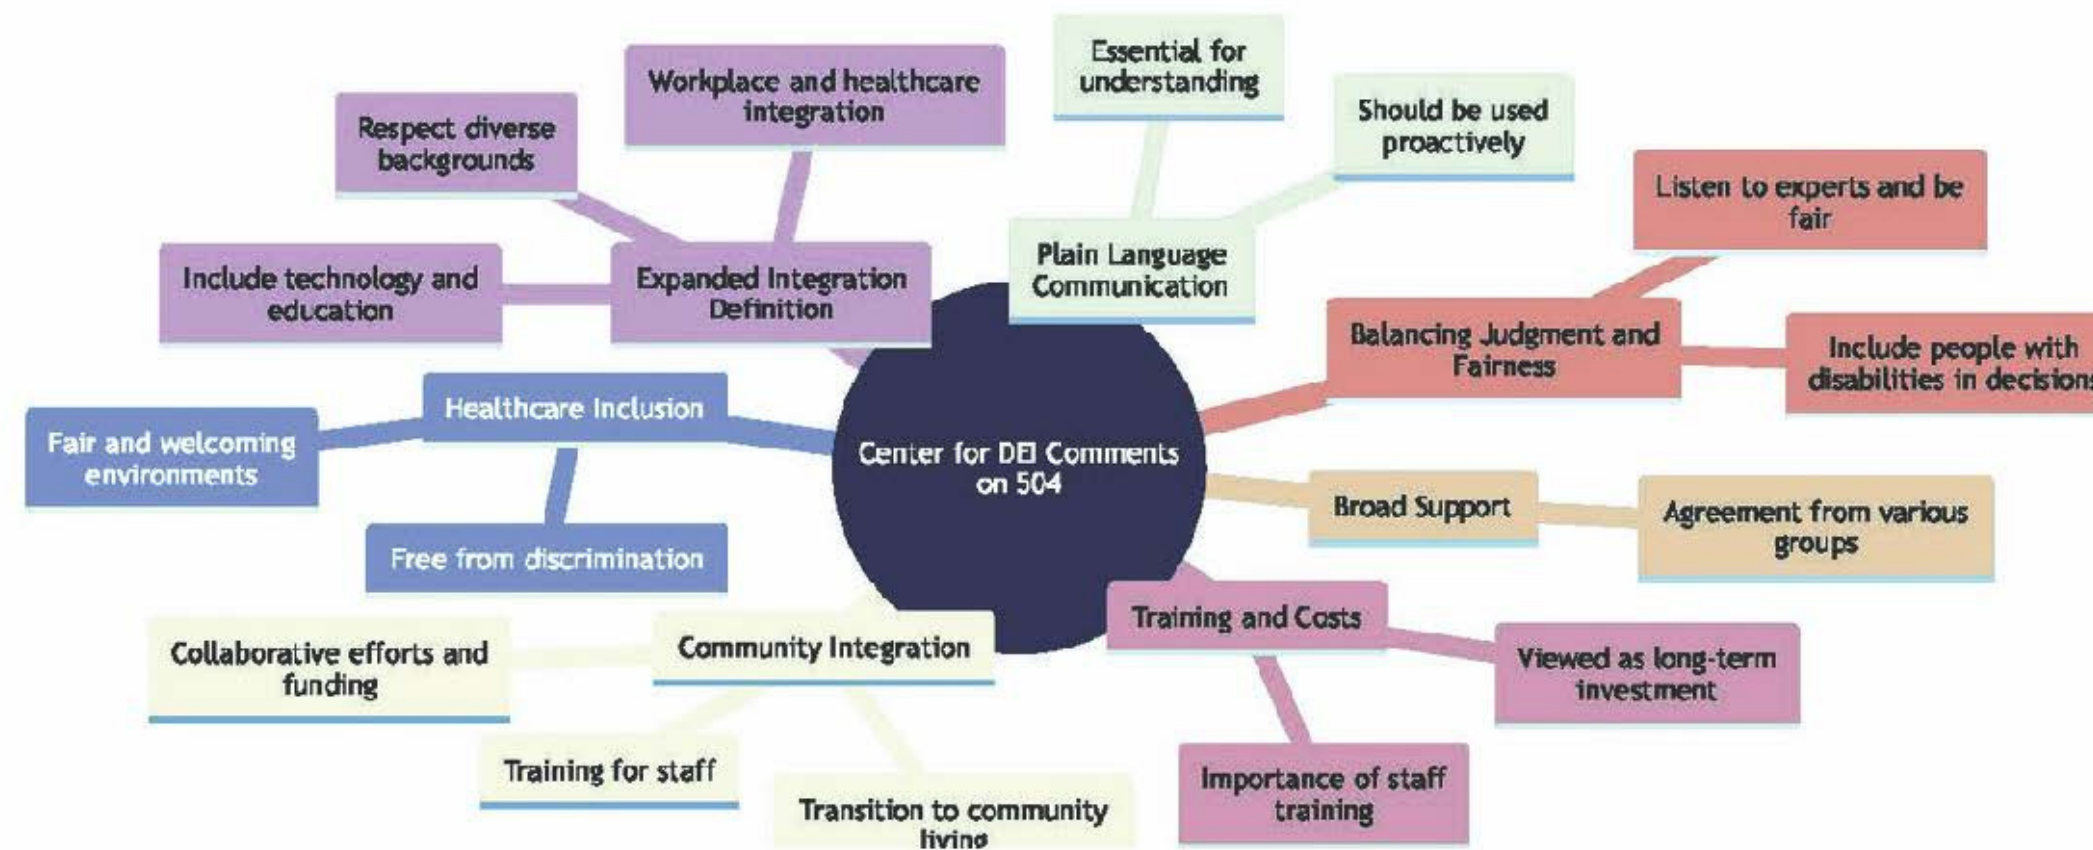 Essential for
understanding
Workplace and healthcare
integration
Respect diverse
backgrounds
Should be used
proactively
Listen to experts and be
fair
Include technology and
education
Expanded Integration
Definition
Plain Language
Communication
Balancing Judgment and
Fairness
Include people with
disabilities in decisions
Healthcare Inclusion
Fair and welcoming
environments
Center for DEI Comments
on 504
Broad Support
Agreement from various
groups
Free from discrimination
Training and Costs
Community Integration
Collaborative efforts and
funding
Viewed as long-term
investment
Training for staff
Importance of staff
training
Transition to community
living